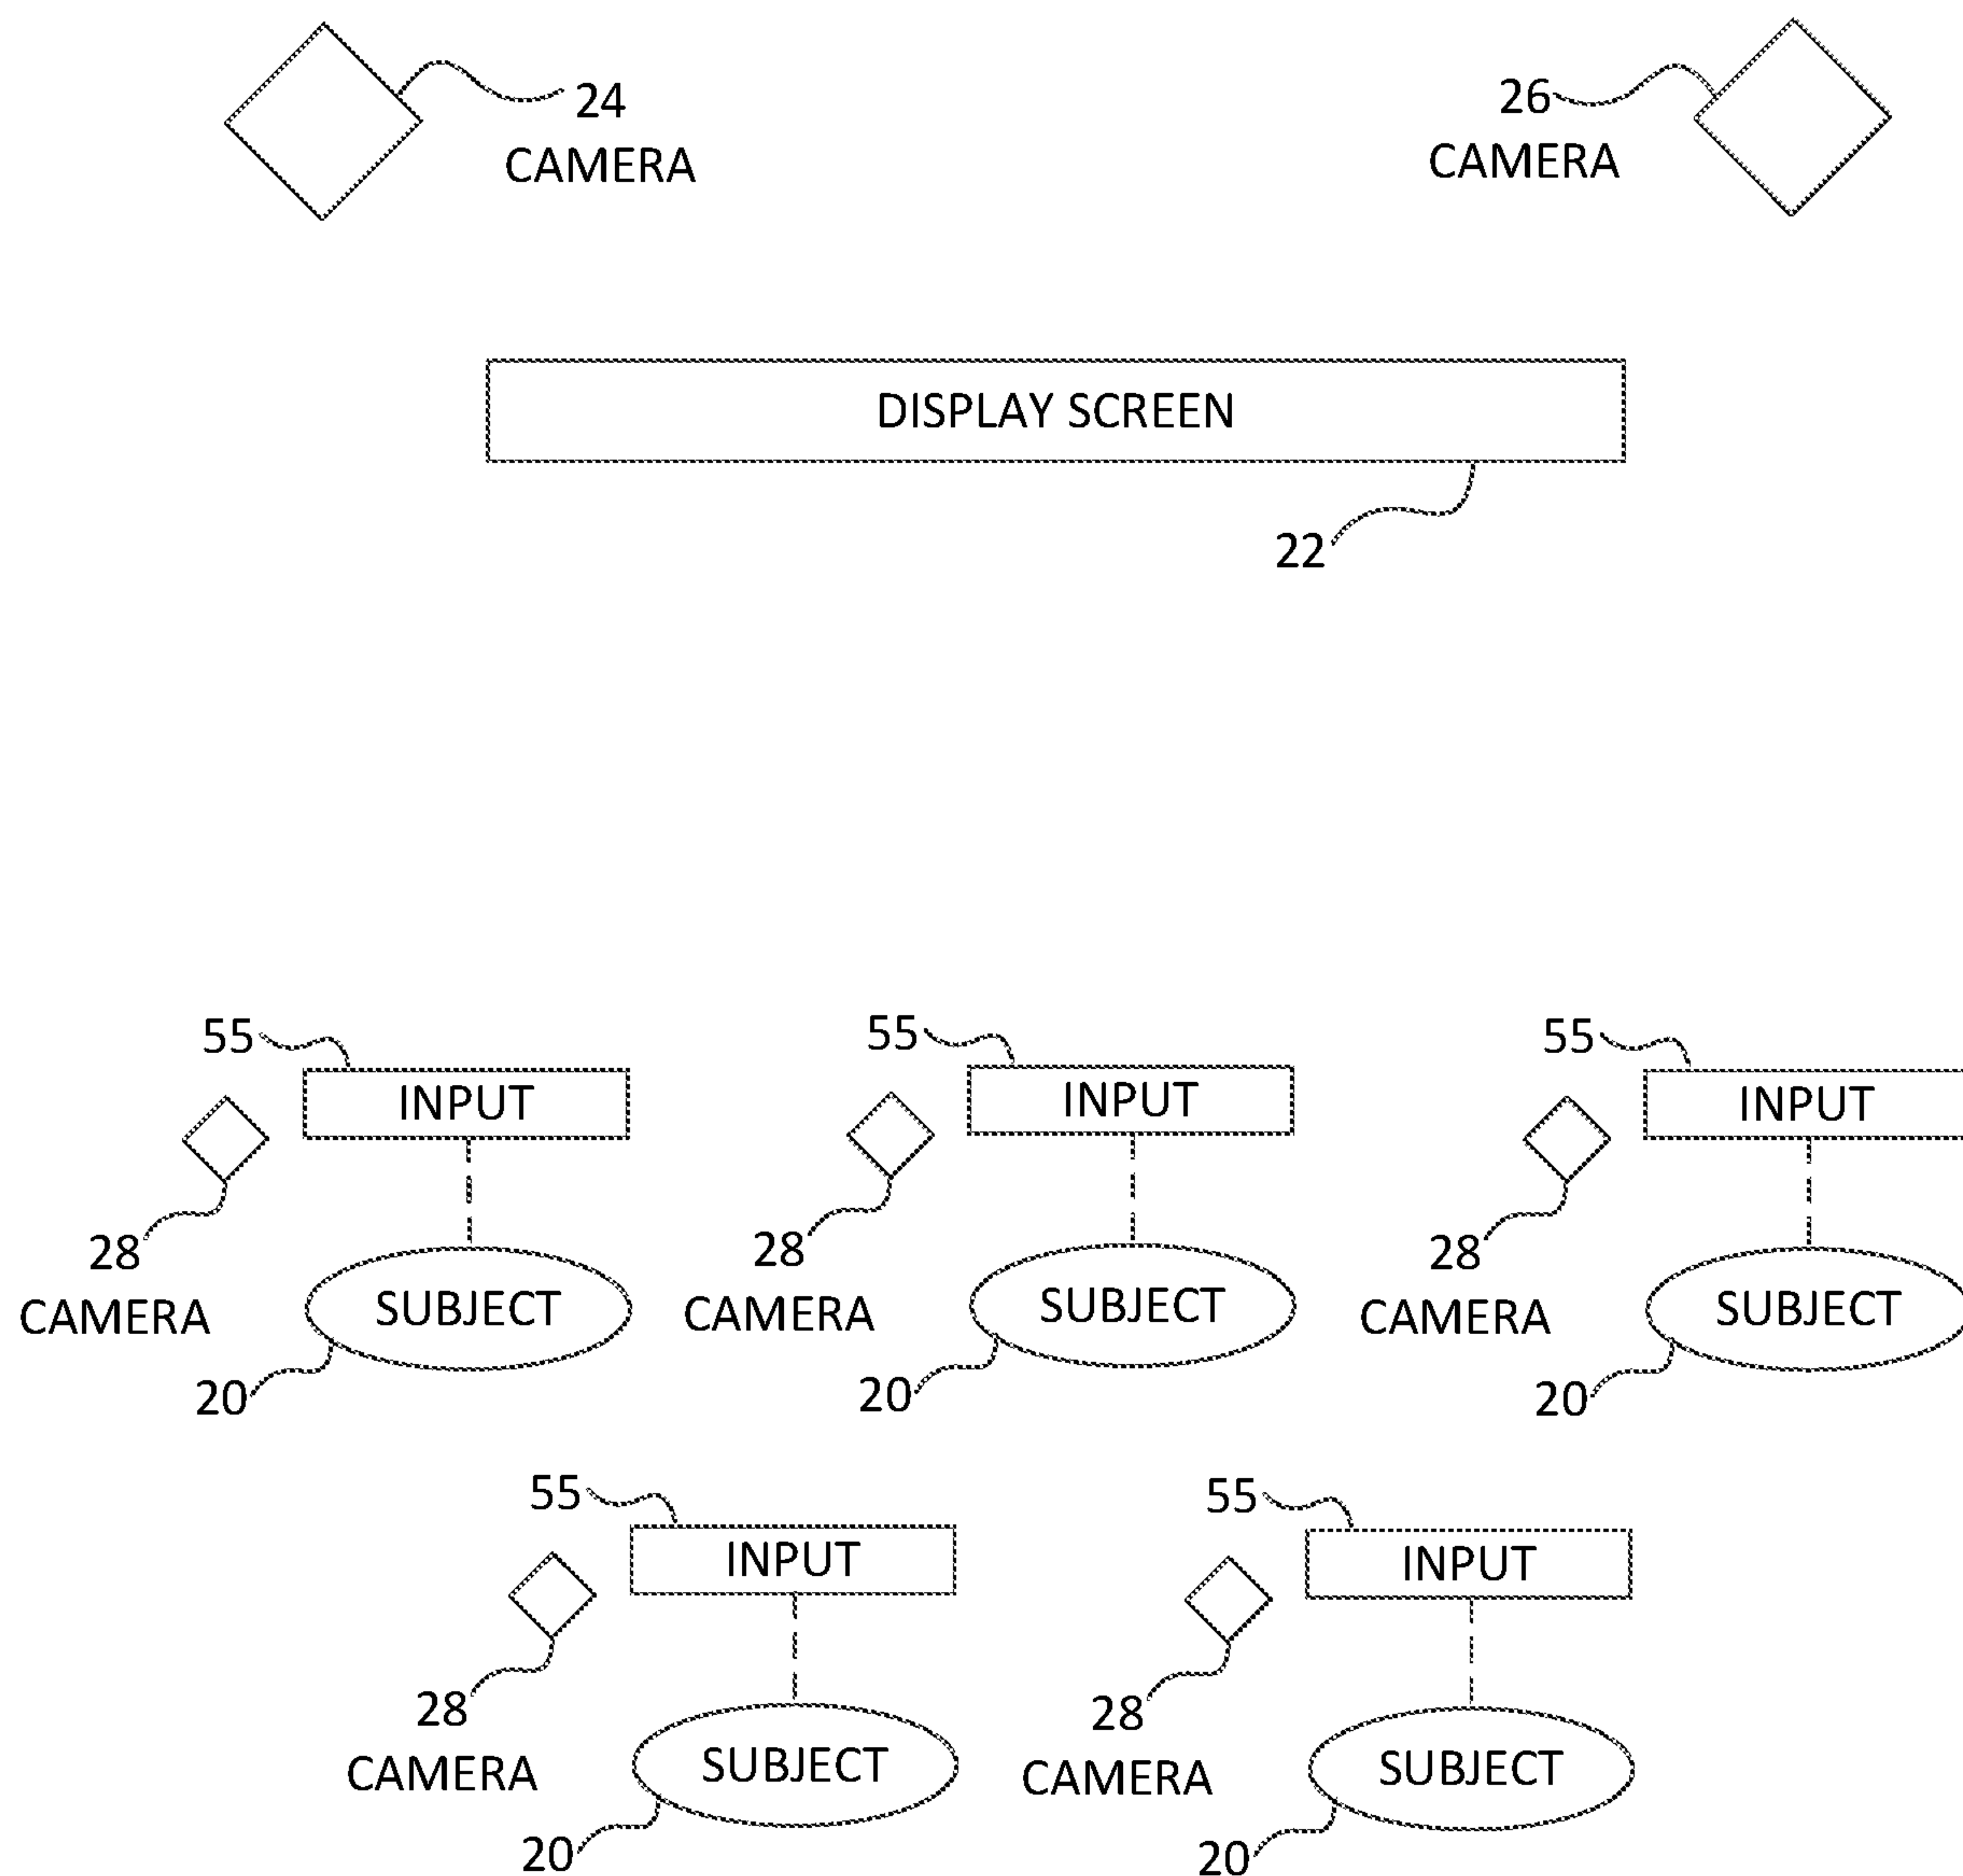 24
CAMERA
26
CAMERA
DISPLAY SCREEN
22
55
INPUT
28
CAMERA
SUBJECT
20
55
INPUT
28
CAMERA
SUBJECT
20
55
INPUT
28
CAMERA
SUBJECT
20
55
INPUT
28
CAMERA
SUBJECT
20
55
INPUT
28
CAMERA
SUBJECT
20